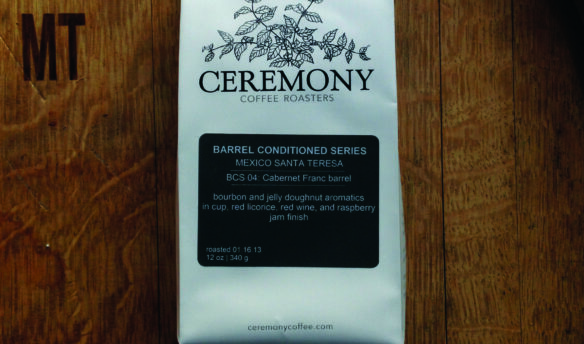 MT
CEREMONY
COFFEE ROASTERS
BARREL CONDITIONED SERIES
MEXICO SANTA TERESA
BCS 04: Cabernet Franc barrel
bourbon and jelly doughnut aromatics
in cup, red licorice, red wine, and raspberry
jam finish
roasted 01 16 13
12 oz | 340 g
ceremonycoffee.com